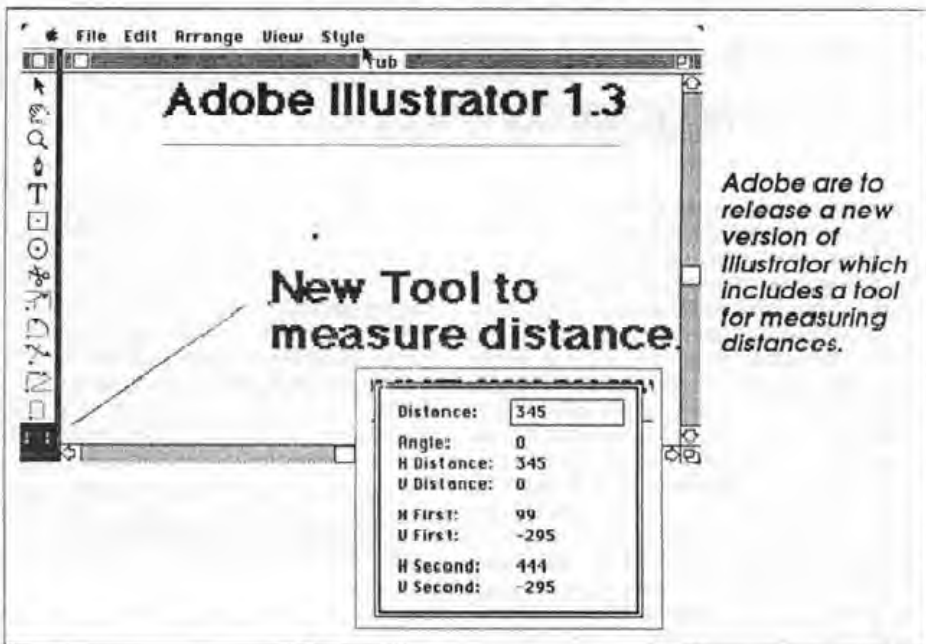 File Edit Arrange View Style
Tub
Adobe Illustrator 1.3
New Tool to
measure distance.
T
Distance: 345
Angle: 0
H Distance: 345
V Distance: 0
H First: 99
V First: -295
H Second: 444
V Second: -295
Adobe are to
release a new
version of
Illustrator which
includes a tool
for measuring
distances.